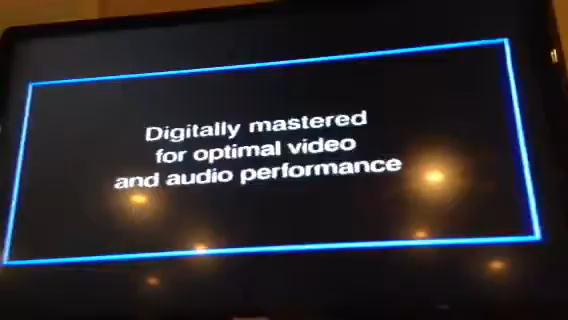 Digitally mastered
for optimal video
and audio performance